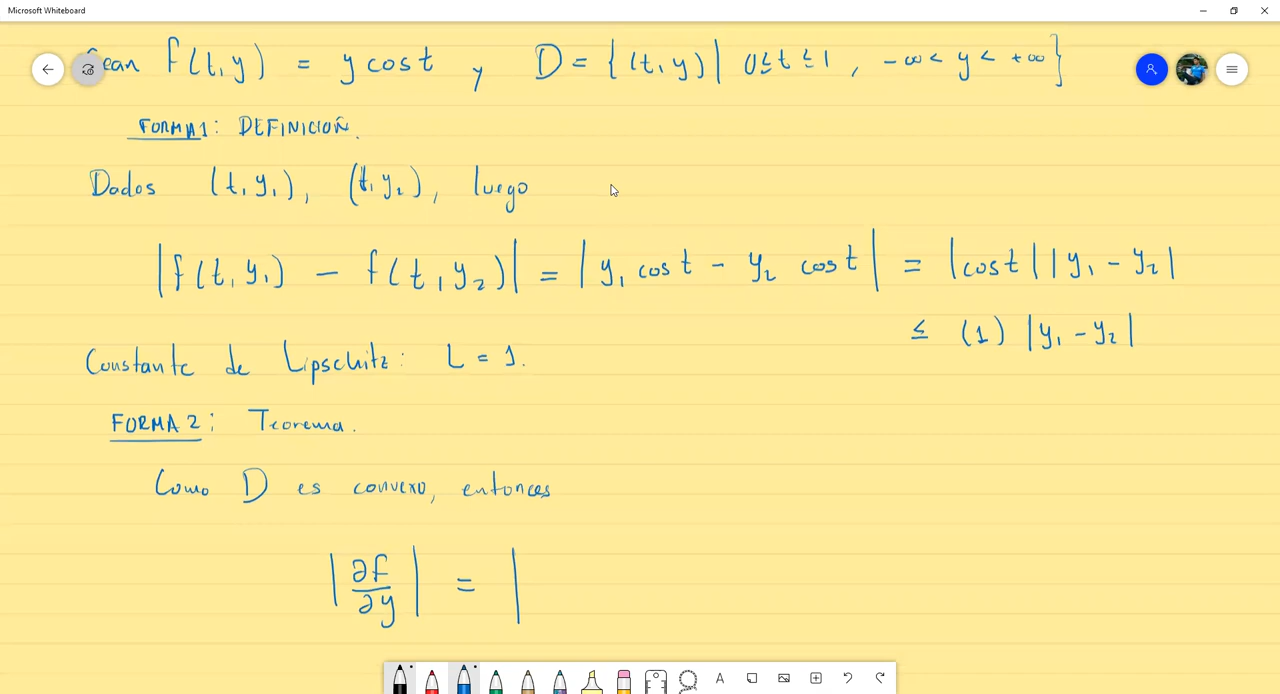 Microsoft Whiteboard
Sean f(t,y) = y cos t y D = { (t,y) | 0 ≤ t ≤ 1 , -∞ < y < +∞ }
FORMA 1: DEFINICIÓN.
Dados (t,y₁), (t,y₂), luego
|f(t,y₁) - f(t,y₂)| = |y₁ cos t - y₂ cos t| = |cos t| |y₁ - y₂|
≤ (1) |y₁ - y₂|
Constante de Lipschitz: L = 1.
FORMA 2: Teorema.
Como D es convexo, entonces
|∂f/∂y| = |